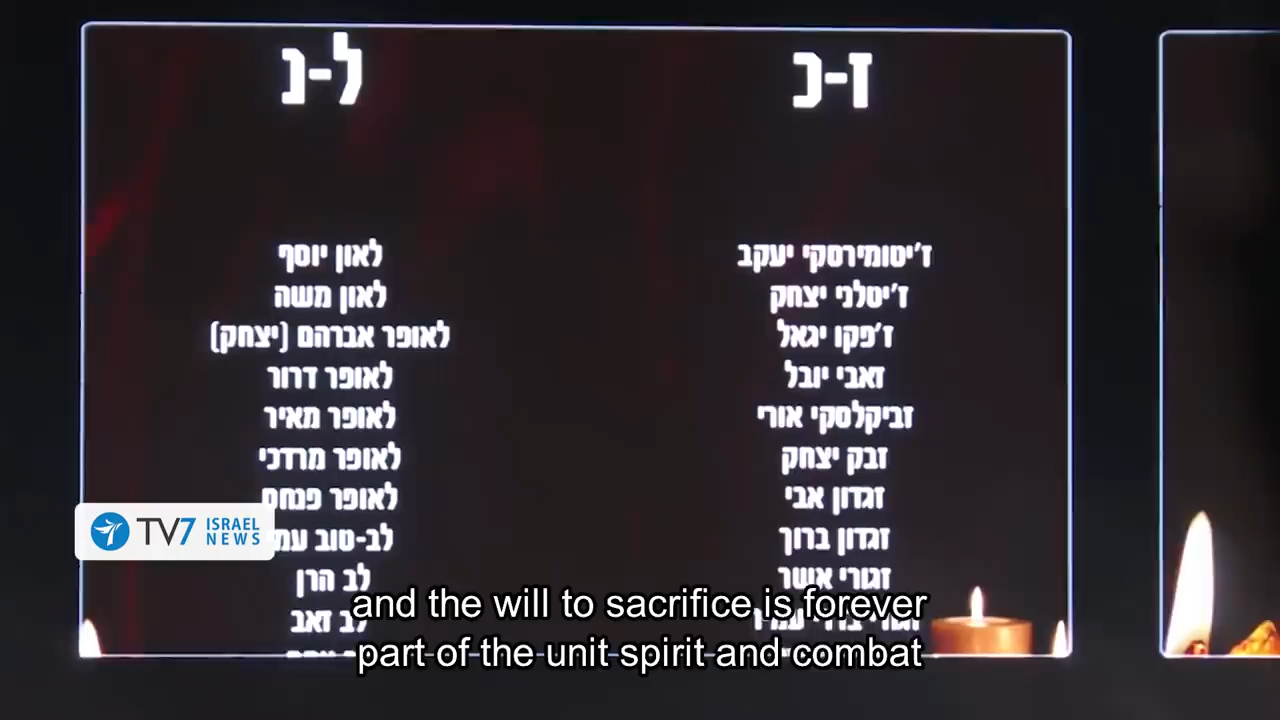 ז-כ
ז'יטומירסקי יעקב
ז'יטלני יצחק
ז'פקו יגאל
זאבי יובל
זביקלסקי אורי
זבק יצחק
זגדון אבי
זגדון ברוך
זגורי אשר
ל-נ
לאון יוסף
לאון משה
לאופר אברהם (יצחק)
לאופר דרור
לאופר מאיר
לאופר מרדכי
לאופר פנחס
לב-טוב
לב הרן
לב זאב
TV7 ISRAEL
NEWS
and the will to sacrifice is forever
part of the unit spirit and combat